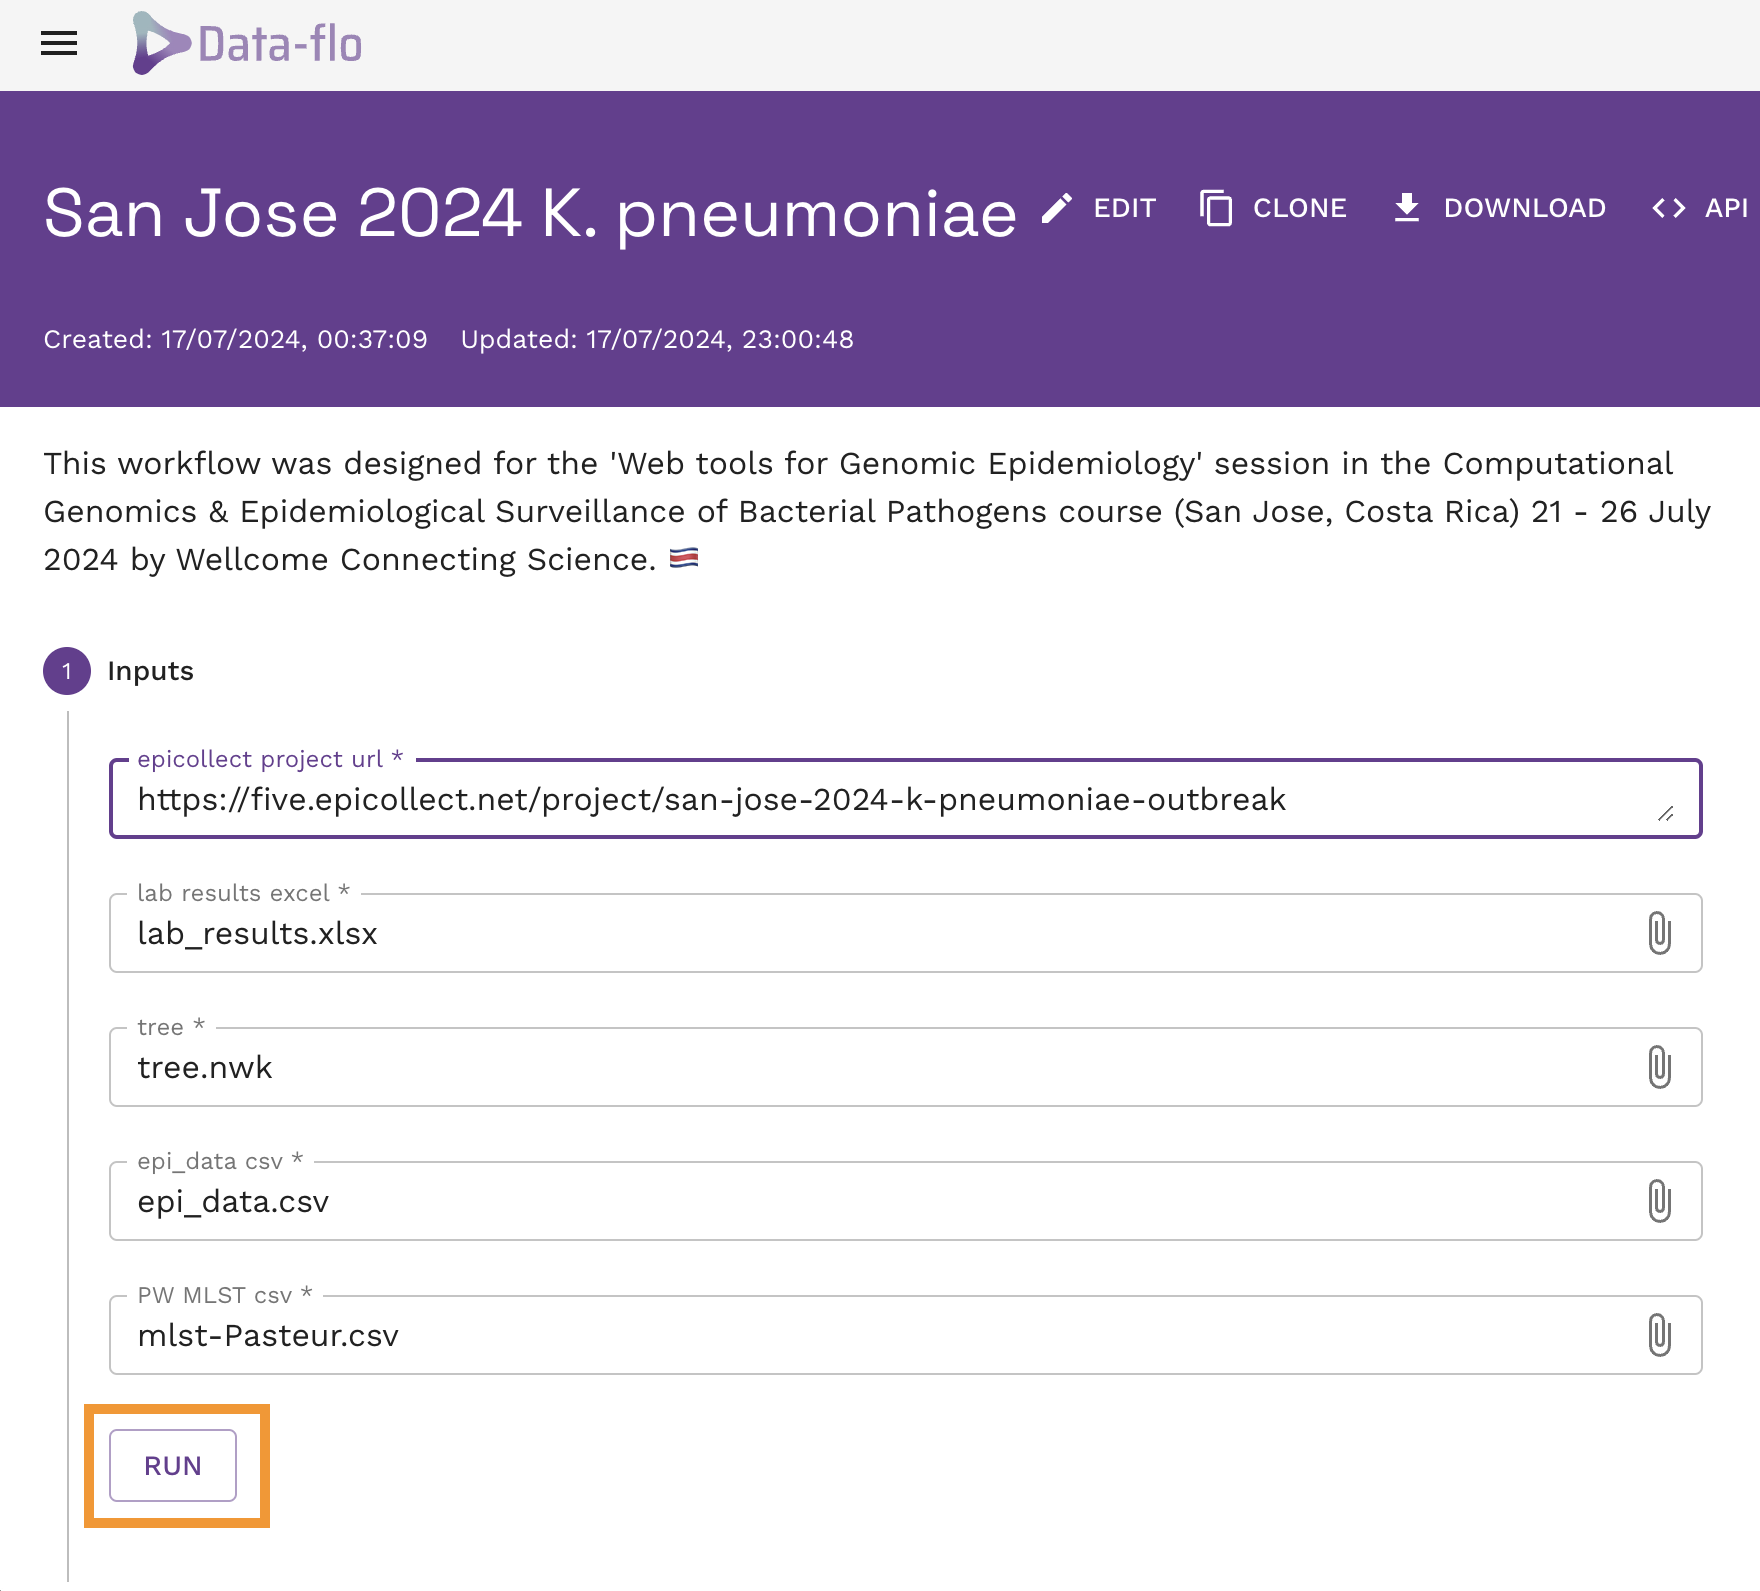 Data-flo
San Jose 2024 K. pneumoniae
EDIT
CLONE
DOWNLOAD
API
Created: 17/07/2024, 00:37:09 Updated: 17/07/2024, 23:00:48
This workflow was designed for the 'Web tools for Genomic Epidemiology' session in the Computational
Genomics & Epidemiological Surveillance of Bacterial Pathogens course (San Jose, Costa Rica) 21 - 26 July
2024 by Wellcome Connecting Science. 🇨🇷
1 Inputs
epicollect project url *
https://five.epicollect.net/project/san-jose-2024-k-pneumoniae-outbreak
lab results excel *
lab_results.xlsx
tree *
tree.nwk
epi_data csv *
epi_data.csv
PW MLST csv *
mlst-Pasteur.csv
RUN